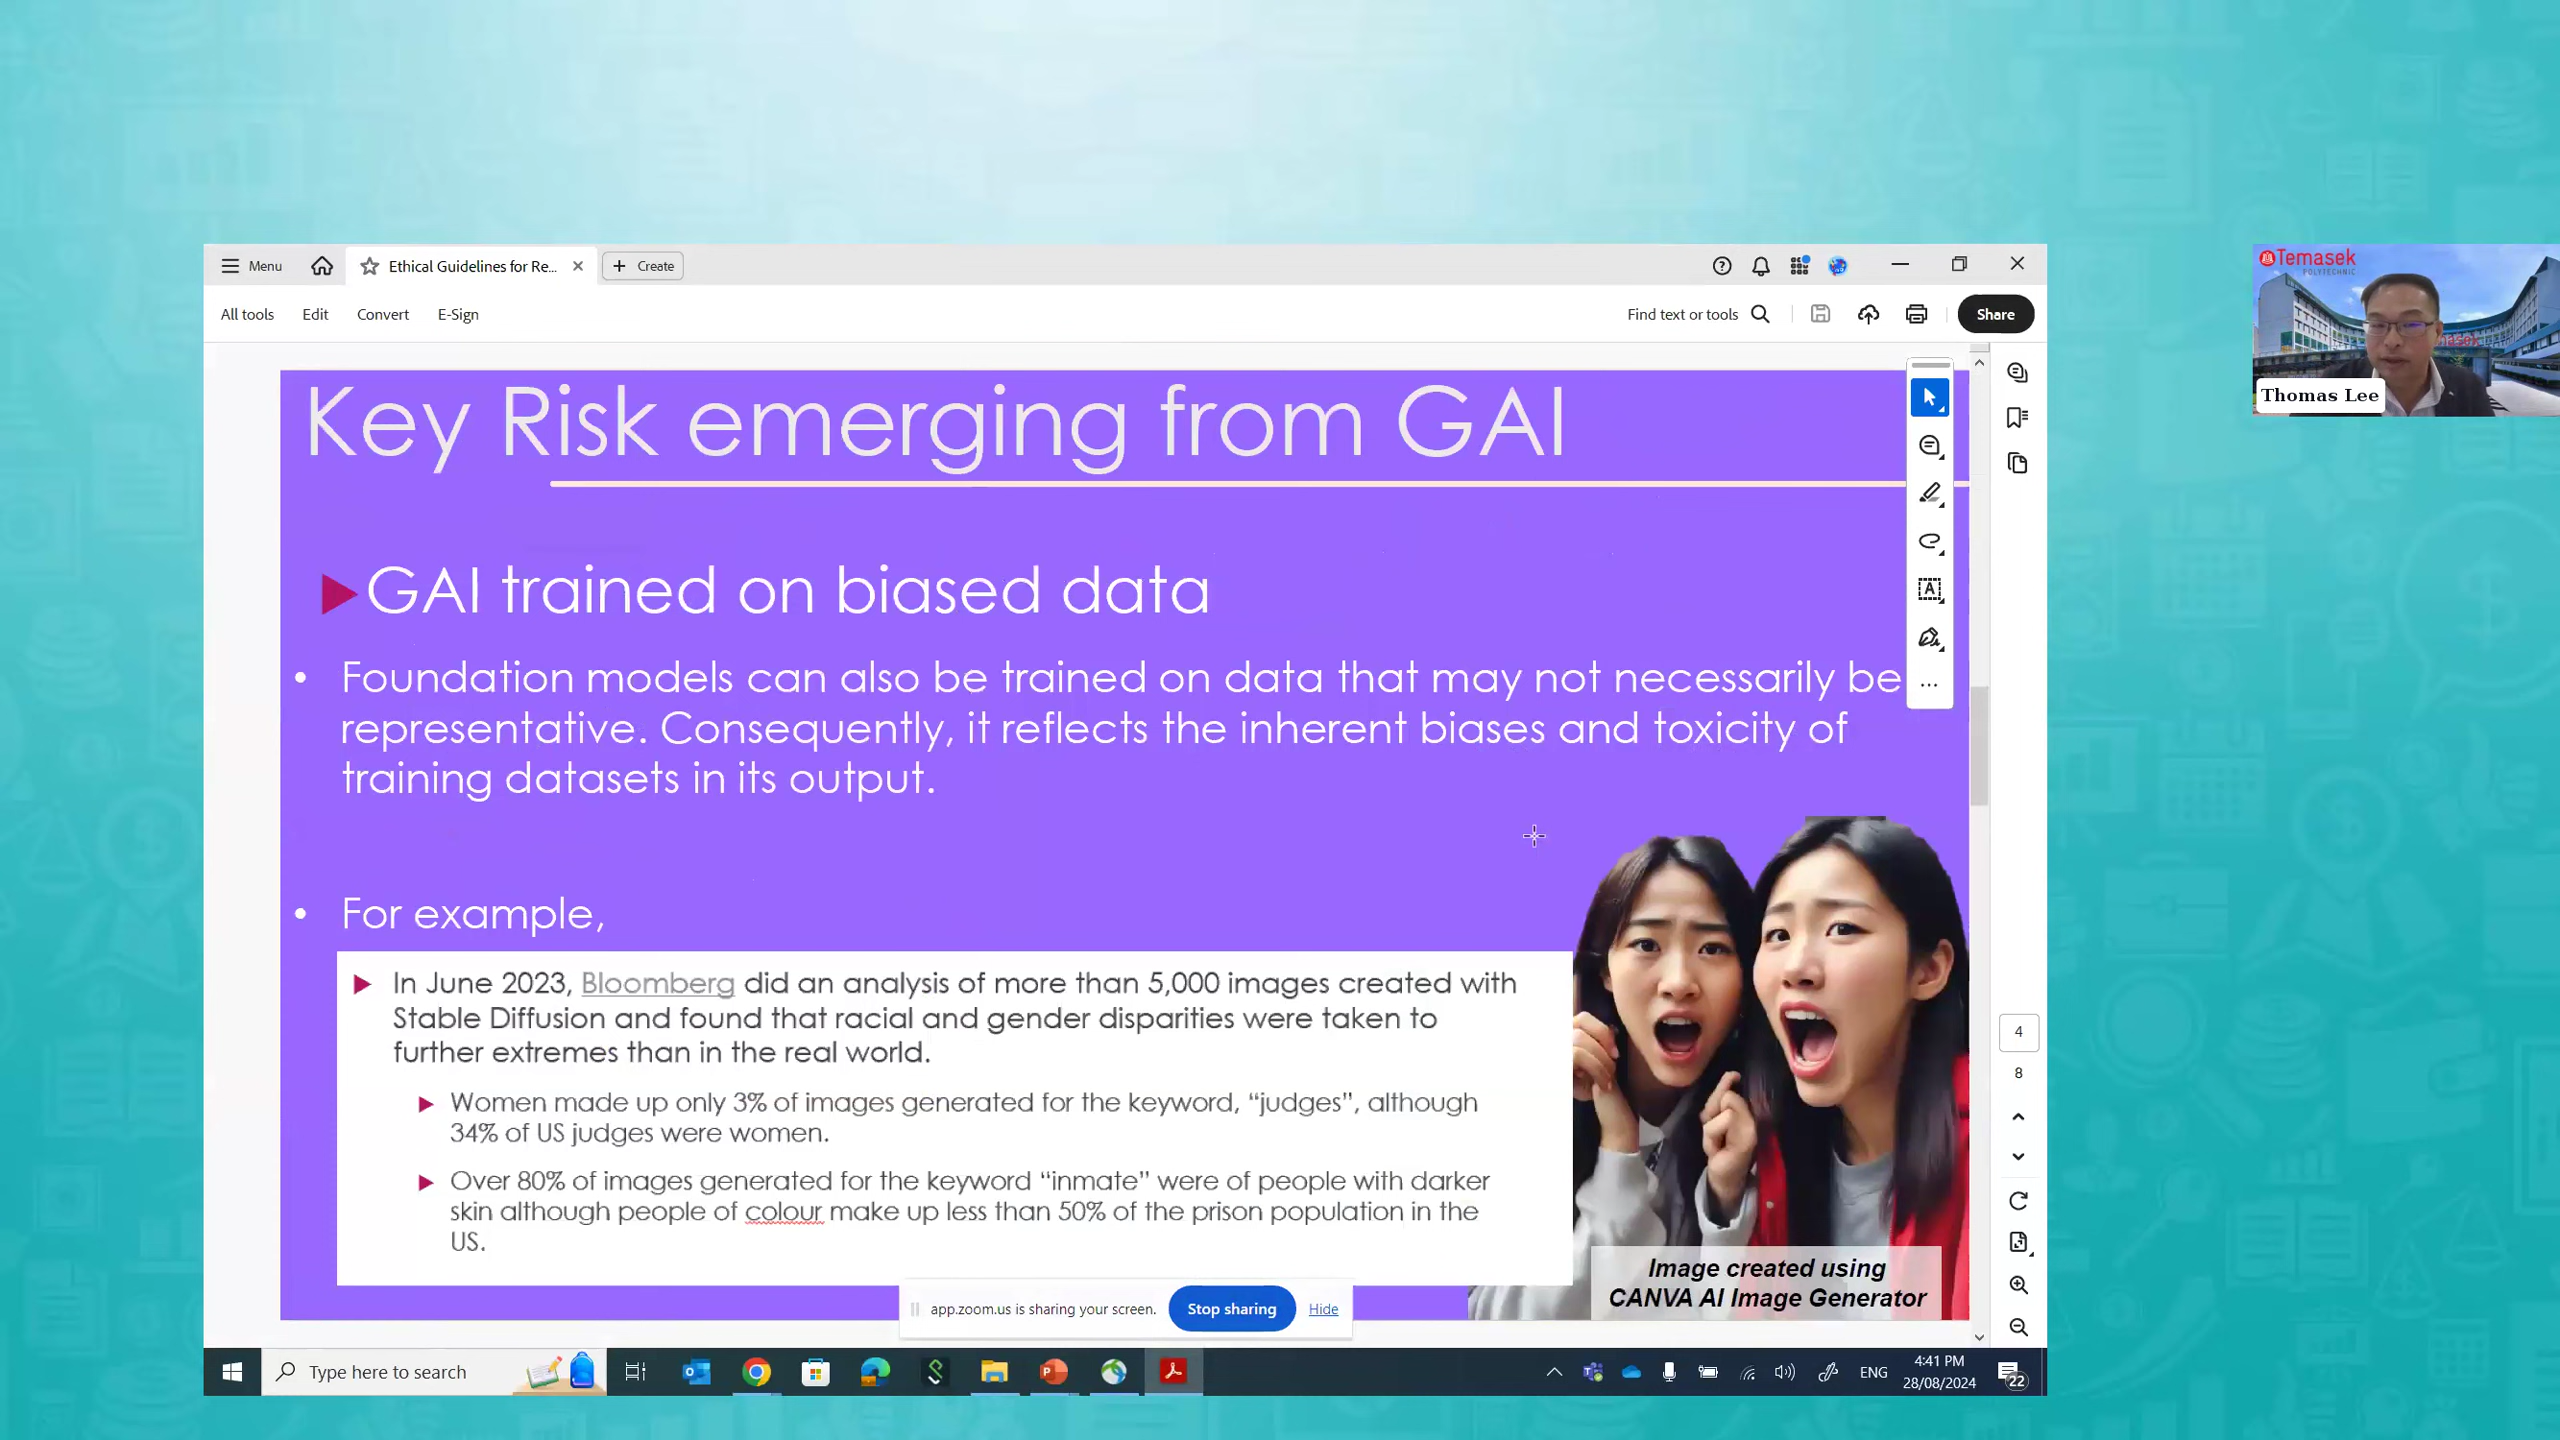 Menu
Ethical Guidelines for Re...
Create
All tools
Edit
Convert
E-Sign
Find text or tools
Share
Key Risk emerging from GAI
GAI trained on biased data
• Foundation models can also be trained on data that may not necessarily be
representative. Consequently, it reflects the inherent biases and toxicity of
training datasets in its output.
• For example,
In June 2023, Bloomberg did an analysis of more than 5,000 images created with
Stable Diffusion and found that racial and gender disparities were taken to
further extremes than in the real world.
Women made up only 3% of images generated for the keyword, “judges”, although
34% of US judges were women.
Over 80% of images generated for the keyword “inmate” were of people with darker
skin although people of colour make up less than 50% of the prison population in the
US.
Image created using
CANVA AI Image Generator
4
8
app.zoom.us is sharing your screen.
Stop sharing
Hide
Type here to search
ENG
4:41 PM
28/08/2024
22
Temasek
POLYTECHNIC
Thomas Lee